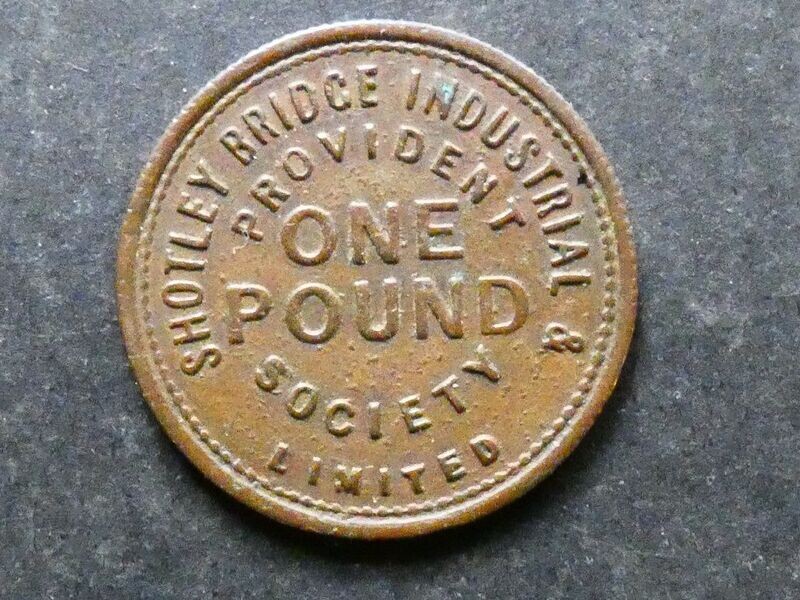 SHOTLEY BRIDGE INDUSTRIAL &
PROVIDENT
ONE
POUND
SOCIETY
LIMITED